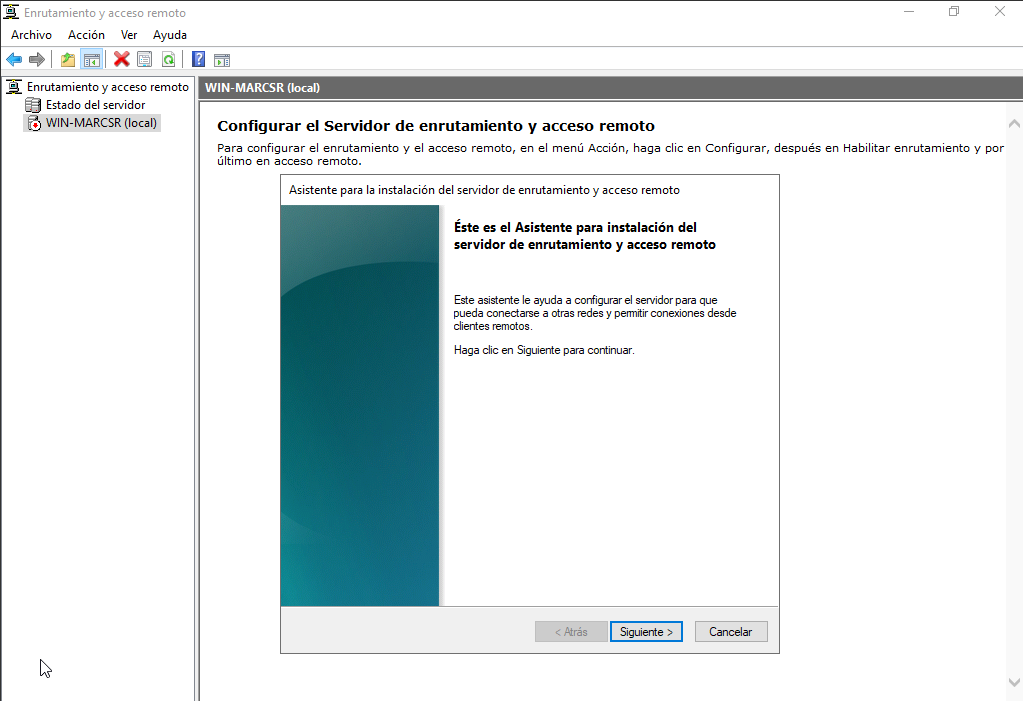 Enrutamiento y acceso remoto
Archivo Acción Ver Ayuda
Enrutamiento y acceso remoto
Estado del servidor
WIN-MARCSR (local)
WIN-MARCSR (local)
Configurar el Servidor de enrutamiento y acceso remoto
Para configurar el enrutamiento y el acceso remoto, en el menú Acción, haga clic en Configurar, después en Habilitar enrutamiento y por
último en acceso remoto.
Asistente para la instalación del servidor de enrutamiento y acceso remoto
Éste es el Asistente para instalación del
servidor de enrutamiento y acceso remoto
Este asistente le ayuda a configurar el servidor para que
pueda conectarse a otras redes y permitir conexiones desde
clientes remotos.
Haga clic en Siguiente para continuar.
< Atrás Siguiente > Cancelar